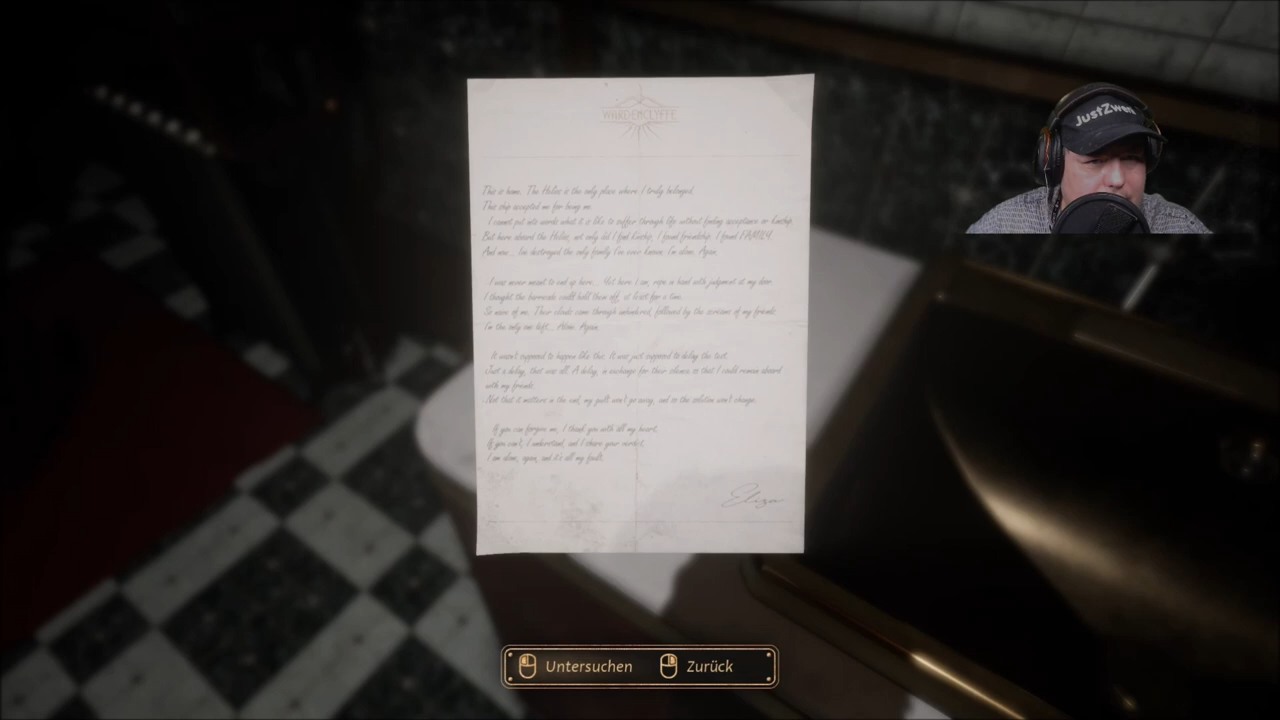 WARDENCLYFFE
JustZwen
This is home. The Helios is the only place where I truly belonged.
This ship accepted me for being me.
I cannot put into words what it is like to suffer through life without finding acceptance or kinship.
But here aboard the Helios, not only did I find kinship, I found friendship. I found FAMILY!
And now... I've destroyed the only family I've ever known. I'm alone. Again.
I was never meant to end up here... Yet here I am, rope in hand with judgment at my door.
I thought the barricade could hold them off, at least for a time.
So were of me. Their clouds came through unhindered, followed by the screams of my friends.
I'm the only one left... Alone. Again.
It wasn't supposed to happen like this. It was just supposed to delay the test.
Just a delay, that was all. A delay, in exchange for their silence so that I could remain aboard
with my friends.
Not that it matters in the end, my guilt won't go away, and so the solution won't change.
If you can forgive me, I thank you with all my heart.
If you can't, I understand, and I share your
I am alone, again, and it's all my fault.
Eliza
Untersuchen
Zurück